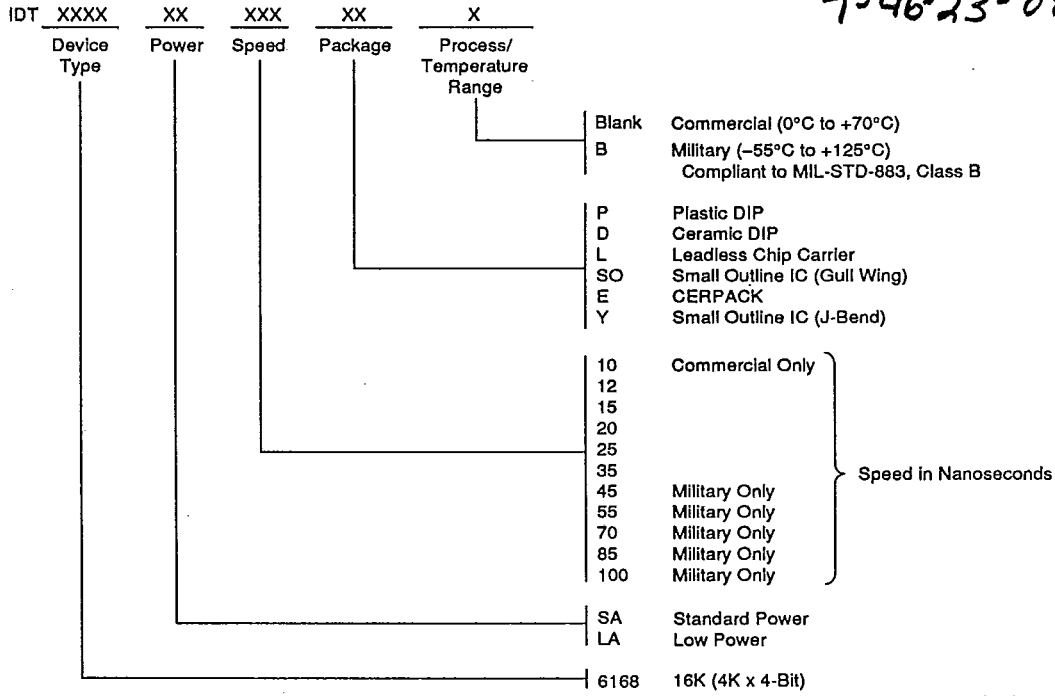 IDT XXXX XX XXX XX X
Device Type Power Speed Package Process/ Temperature Range
Blank Commercial (0°C to +70°C)
B Military (–55°C to +125°C)
Compliant to MIL-STD-883, Class B
P Plastic DIP
D Ceramic DIP
L Leadless Chip Carrier
SO Small Outline IC (Gull Wing)
E CERPACK
Y Small Outline IC (J-Bend)
10 Commercial Only
12
15
20
25
35
45 Military Only
55 Military Only
70 Military Only
85 Military Only
100 Military Only
Speed in Nanoseconds
SA Standard Power
LA Low Power
6168 16K (4K x 4-Bit)